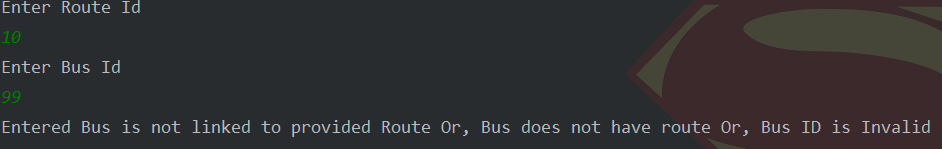 Enter Route Id
10
Enter Bus Id
99
Entered Bus is not linked to provided Route Or, Bus does not have route Or, Bus ID is Invalid